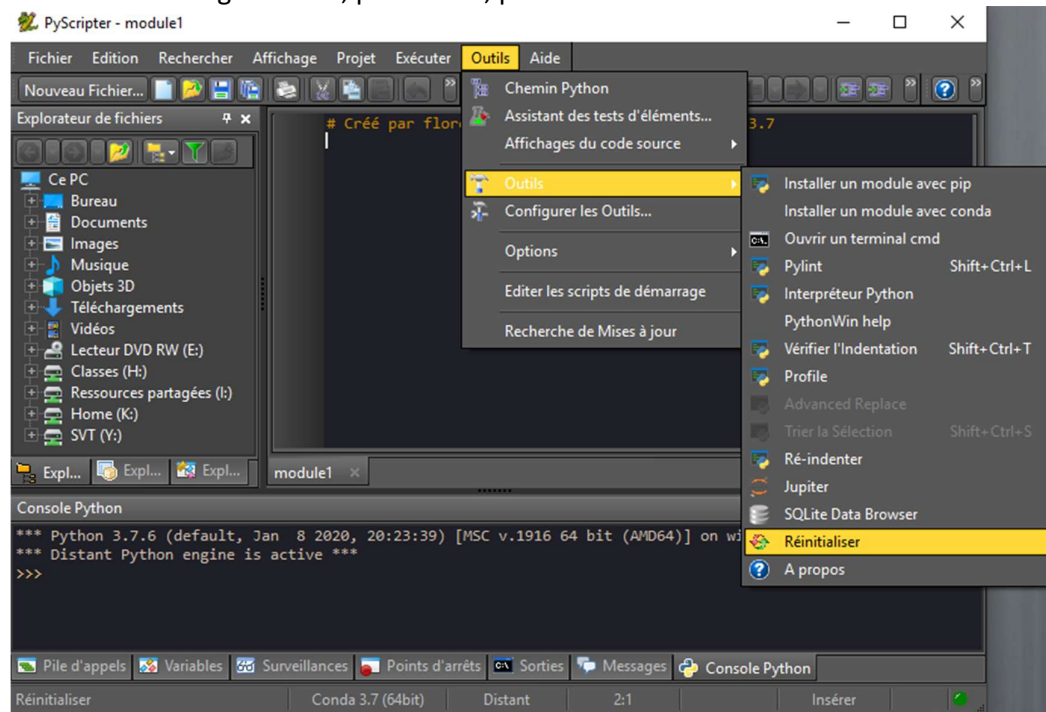 PyScripter - module1
Fichier Edition Rechercher Affichage Projet Exécuter Outils Aide
Nouveau Fichier...
Explorateur de fichiers
Ce PC
Bureau
Documents
Images
Musique
Objets 3D
Téléchargements
Vidéos
Lecteur DVD RW (E:)
Classes (H:)
Ressources partagées (I:)
Home (K:)
SVT (Y:)
Expl... Expl... Expl...
# Créé par flor 3.7
module1
Chemin Python
Assistant des tests d'éléments...
Affichages du code source
Outils
Configurer les Outils...
Options
Editer les scripts de démarrage
Recherche de Mises à jour
Installer un module avec pip
Installer un module avec conda
Ouvrir un terminal cmd
Pylint Shift+Ctrl+L
Interpréteur Python
PythonWin help
Vérifier l'Indentation Shift+Ctrl+T
Profile
Advanced Replace
Trier la Sélection Shift+Ctrl+S
Ré-indenter
Jupiter
SQLite Data Browser
Réinitialiser
A propos
Console Python
*** Python 3.7.6 (default, Jan 8 2020, 20:23:39) [MSC v.1916 64 bit (AMD64)] on wi
*** Distant Python engine is active ***
>>>
Pile d'appels Variables Surveillances Points d'arrêts Sorties Messages Console Python
Réinitialiser Conda 3.7 (64bit) Distant 2:1 Insérer